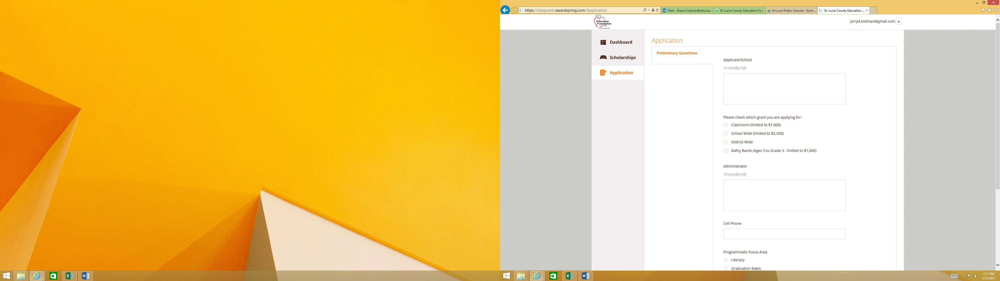 https://slpsgrants.awardspring.com/Application
Mail - Diane.Todman@stlucies...
St. Lucie County Education Fo...
St Lucie Public Schools – Each ...
St. Lucie County Education ...
Education
Foundation
St. Lucie
jarryd.todman@gmail.com
Dashboard
Scholarships
Application
Application
Preliminary Questions
Applicant/School
15 word(s) left
Please check which grant you are applying for:
Classroom (limited to $1,000)
School Wide (limited to $2,500)
District Wide
Kathy Basile (Ages 3 to Grade 3 - limited to $1,000)
Administrator
10 word(s) left
Cell Phone
Programmatic Focus Area
Literacy
Graduation Rates
2:11 PM
7/27/2017